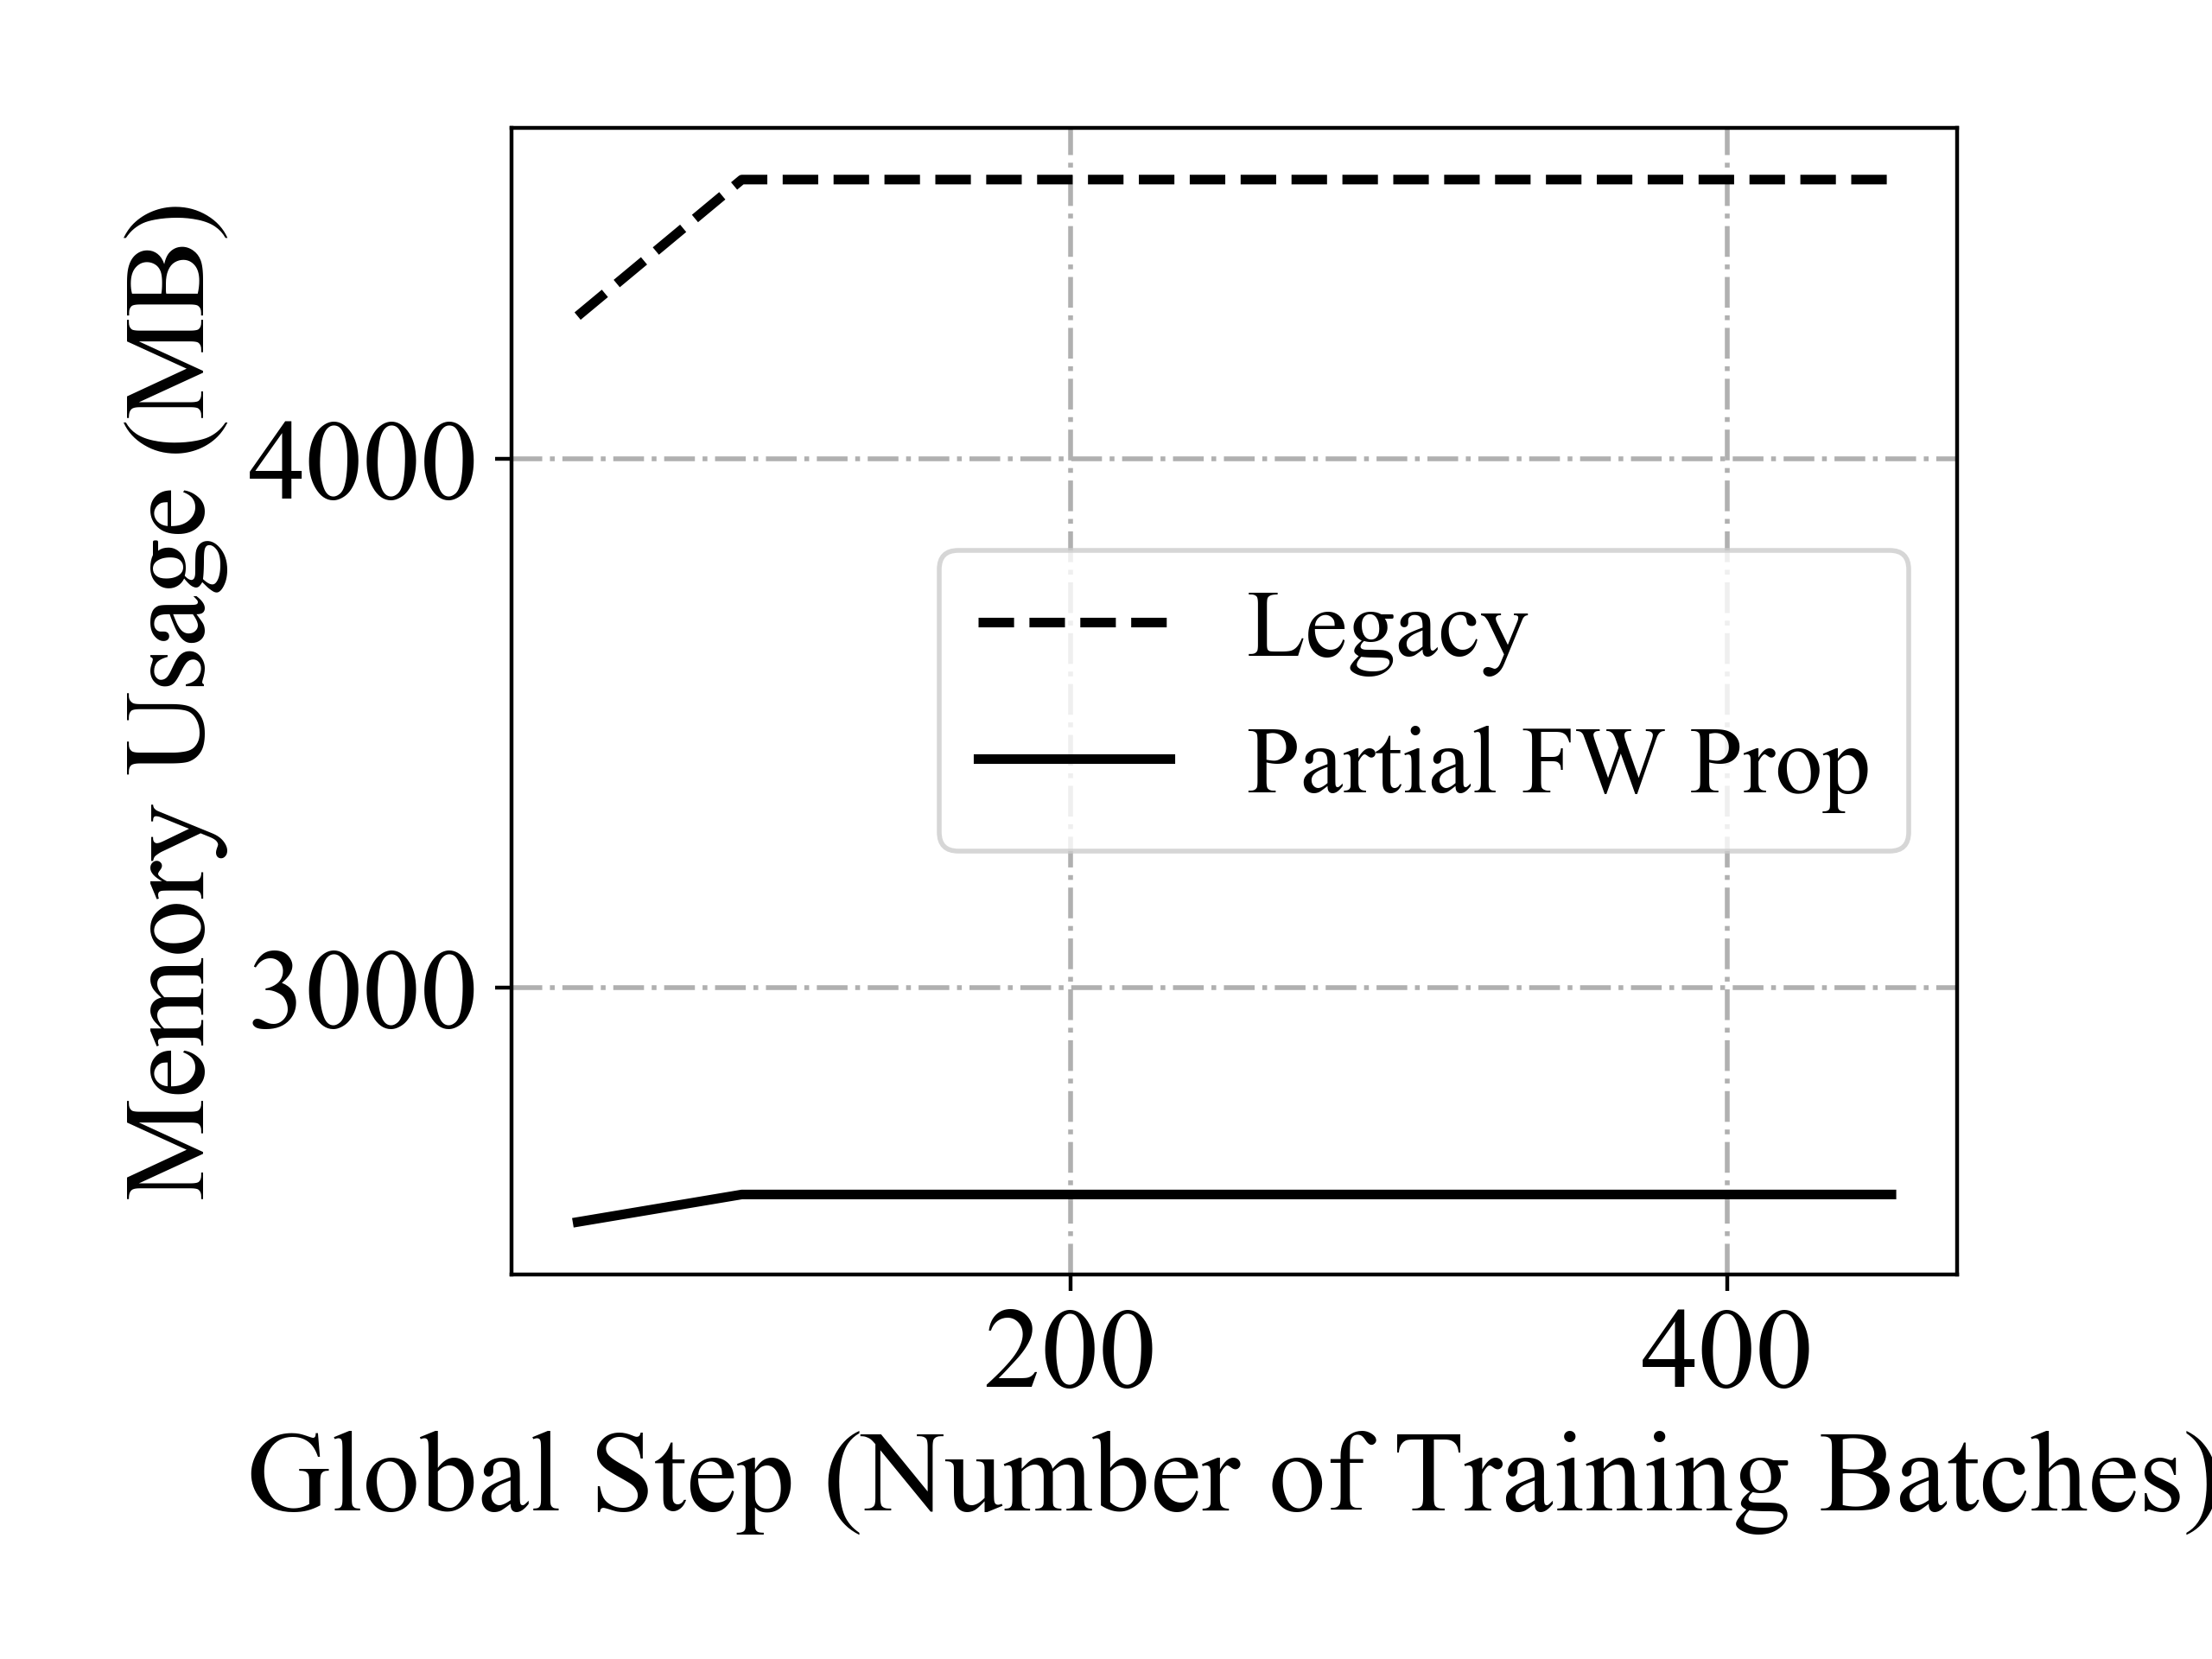 Memory Usage (MB)
4000
3000
Legacy
Partial FW Prop
200
400
Global Step (Number of Training Batches)